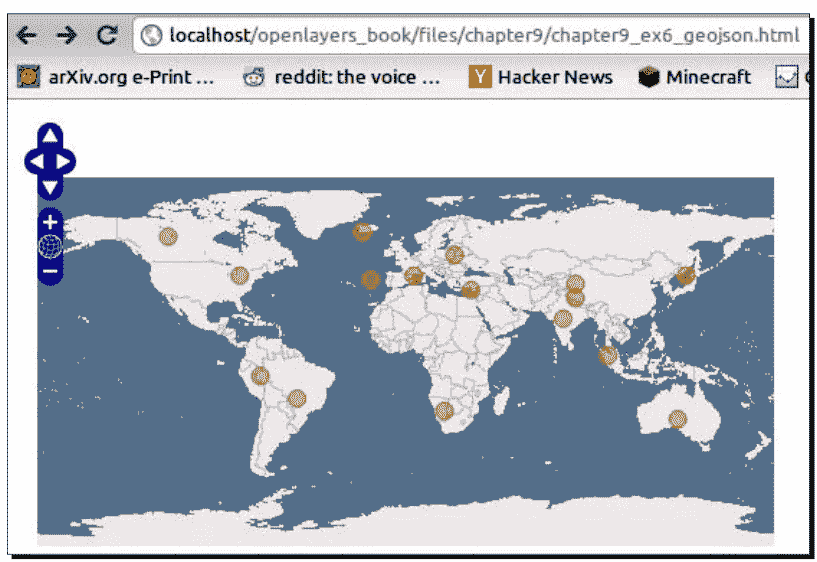 localhost/openlayers_book/files/chapter9/chapter9_ex6_geojson.html
arXiv.org e-Print ... reddit: the voice ... Y Hacker News Minecraft